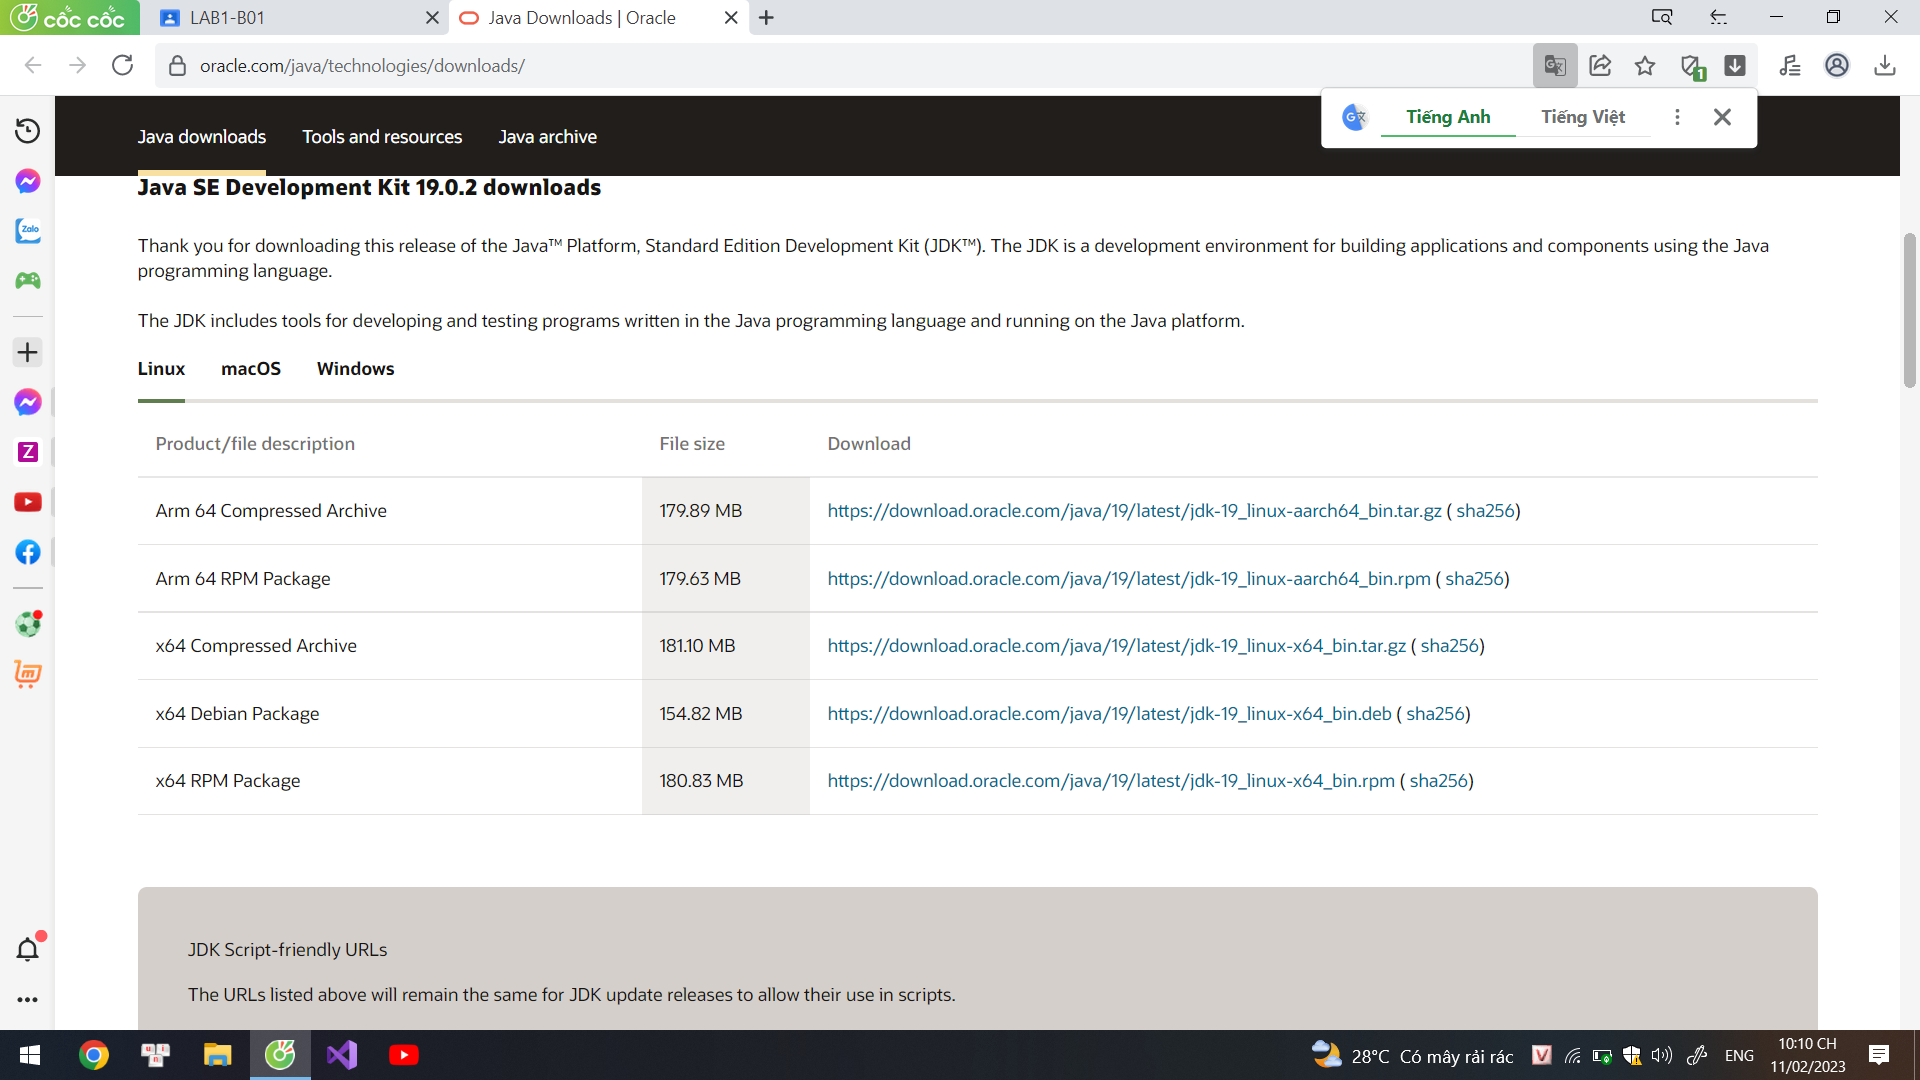 cốc cốc
LAB1-B01
Java Downloads | Oracle
oracle.com/java/technologies/downloads/
1
Tiếng Anh
Tiếng Việt
Java downloads
Tools and resources
Java archive
Java SE Development Kit 19.0.2 downloads
Thank you for downloading this release of the Java™ Platform, Standard Edition Development Kit (JDK™). The JDK is a development environment for building applications and components using the Java
programming language.
The JDK includes tools for developing and testing programs written in the Java programming language and running on the Java platform.
Linux macOS Windows
Product/file description File size Download
Arm 64 Compressed Archive 179.89 MB https://download.oracle.com/java/19/latest/jdk-19_linux-aarch64_bin.tar.gz ( sha256)
Arm 64 RPM Package 179.63 MB https://download.oracle.com/java/19/latest/jdk-19_linux-aarch64_bin.rpm ( sha256)
x64 Compressed Archive 181.10 MB https://download.oracle.com/java/19/latest/jdk-19_linux-x64_bin.tar.gz ( sha256)
x64 Debian Package 154.82 MB https://download.oracle.com/java/19/latest/jdk-19_linux-x64_bin.deb ( sha256)
x64 RPM Package 180.83 MB https://download.oracle.com/java/19/latest/jdk-19_linux-x64_bin.rpm ( sha256)
JDK Script-friendly URLs
The URLs listed above will remain the same for JDK update releases to allow their use in scripts.
Zalo
Z
28°C Có mây rải rác
V
ENG
10:10 CH
11/02/2023